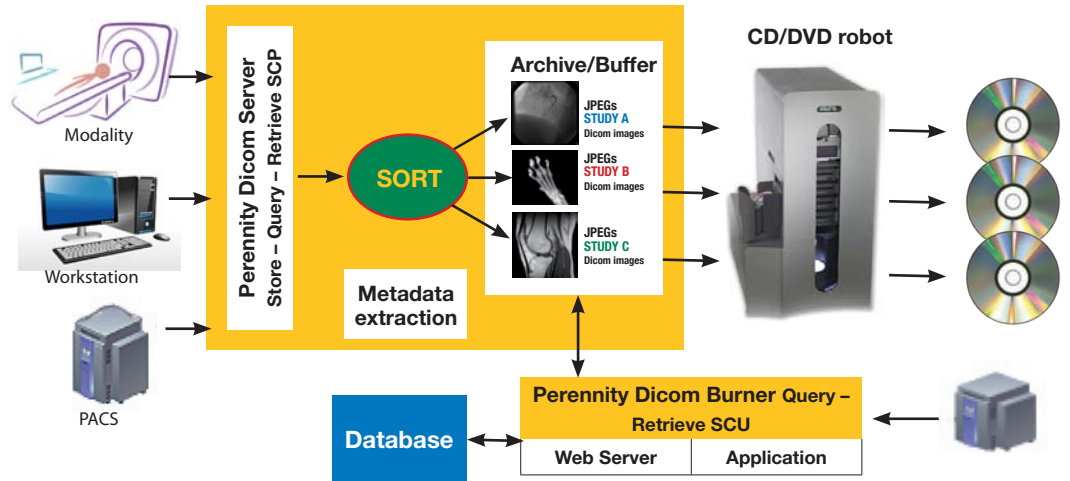 Modality
Workstation
PACS
Perennity Dicom Server
Store – Query – Retrieve SCP
SORT
Metadata
extraction
Archive/Buffer
JPEGs
STUDY A
Dicom images
JPEGs
STUDY B
Dicom images
JPEGs
STUDY C
Dicom images
CD/DVD robot
Database
Perennity Dicom Burner Query –
Retrieve SCU
Web Server
Application